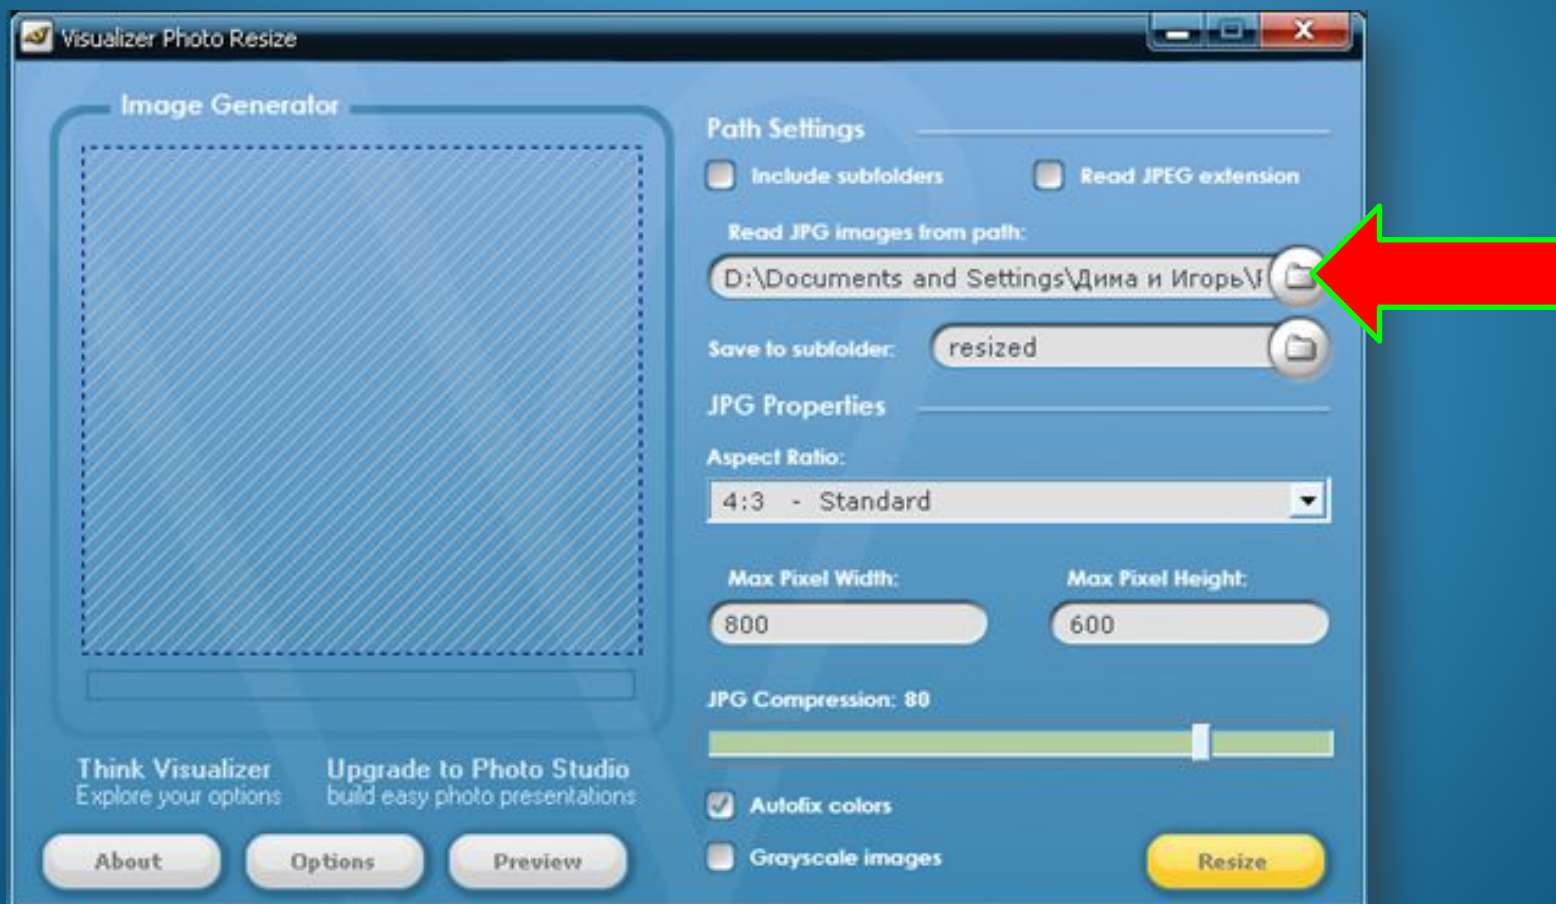 Visualizer Photo Resize
Image Generator
Path Settings
Include subfolders
Read JPEG extension
Read JPG images from path:
D:\Documents and Settings\Дима и Игорь\
Save to subfolder:
resized
JPG Properties
Aspect Ratio:
4:3 - Standard
Max Pixel Width:
Max Pixel Height:
800
600
JPG Compression: 80
Think Visualizer
Explore your options
Upgrade to Photo Studio
build easy photo presentations
Autofix colors
Grayscale images
About
Options
Preview
Resize